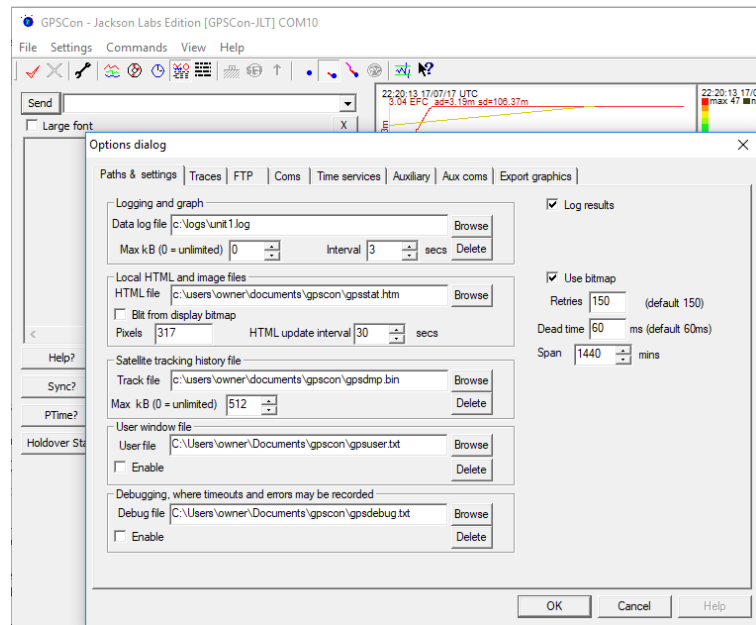 GPSCon - Jackson Labs Edition [GPSCon-JLT] COM10
File Settings Commands View Help
Send
Large font X
22:20:13 17/07/17 UTC
3.04 EFC ad=3.19m sd=106.37m
22:20:13 17/0
max 47
Options dialog
Paths & settings Traces FTP Coms Time services Auxiliary Aux coms Export graphics
Logging and graph
Data log file c:\logs\unit1.log Browse
Max kB (0 = unlimited) 0 Interval 3 secs Delete
Log results
Local HTML and image files
HTML file c:\users\owner\documents\gpscon\gpsstat.htm Browse
Blit from display bitmap
Pixels 317 HTML update interval 30 secs
Use bitmap
Retries 150 (default 150)
Dead time 60 ms (default 60ms)
Span 1440 mins
Satellite tracking history file
Track file c:\users\owner\documents\gpscon\gpsdmp.bin Browse
Max kB (0 = unlimited) 512 Delete
User window file
User file C:\Users\owner\Documents\gpscon\gpsuser.txt Browse
Enable Delete
Debugging, where timeouts and errors may be recorded
Debug file C:\Users\owner\Documents\gpscon\gpsdebug.txt Browse
Enable Delete
Help?
Sync?
PTime?
Holdover Sta
OK Cancel Help